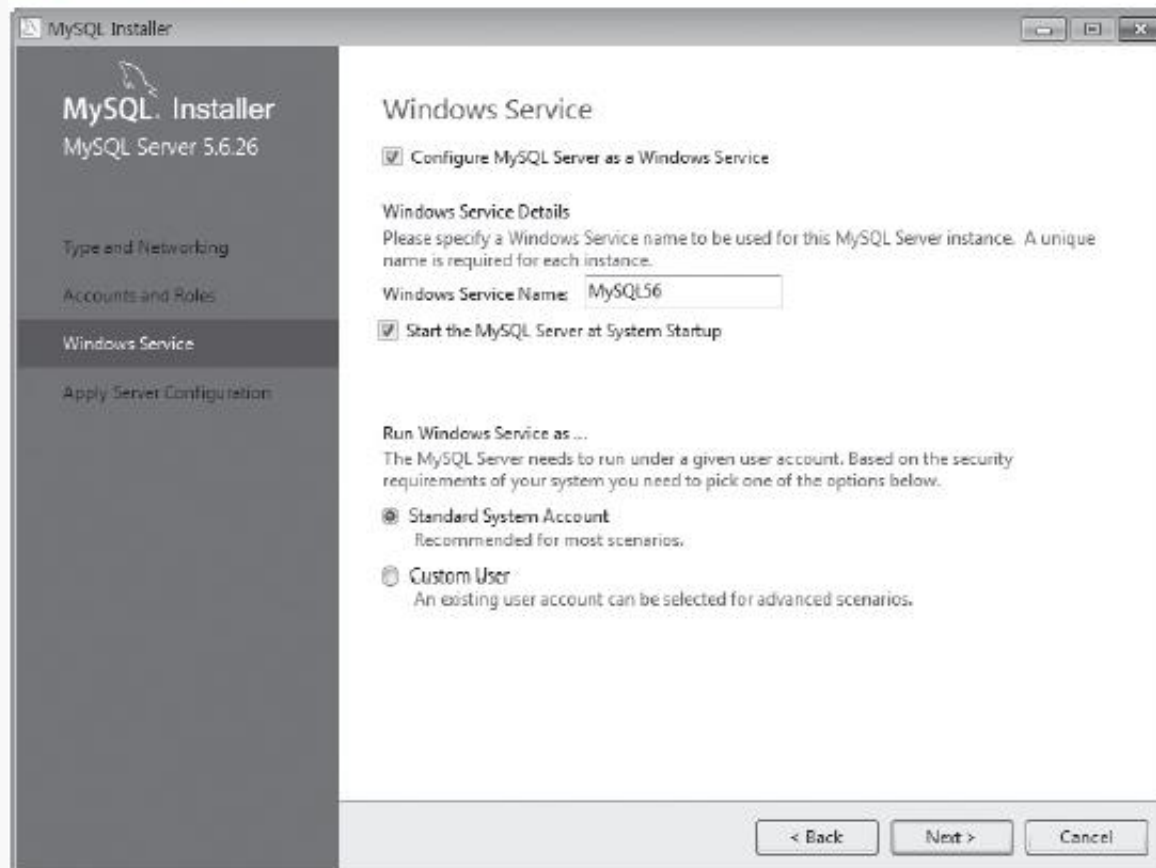 MySQL Installer
MySQL. Installer
MySQL Server 5.6.26
Type and Networking
Accounts and Roles
Windows Service
Apply Server Configuration
Windows Service
Configure MySQL Server as a Windows Service
Windows Service Details
Please specify a Windows Service name to be used for this MySQL Server instance. A unique
name is required for each instance.
Windows Service Name: MySQL56
Start the MySQL Server at System Startup
Run Windows Service as ...
The MySQL Server needs to run under a given user account. Based on the security
requirements of your system you need to pick one of the options below.
Standard System Account
Recommended for most scenarios.
Custom User
An existing user account can be selected for advanced scenarios.
< Back Next > Cancel